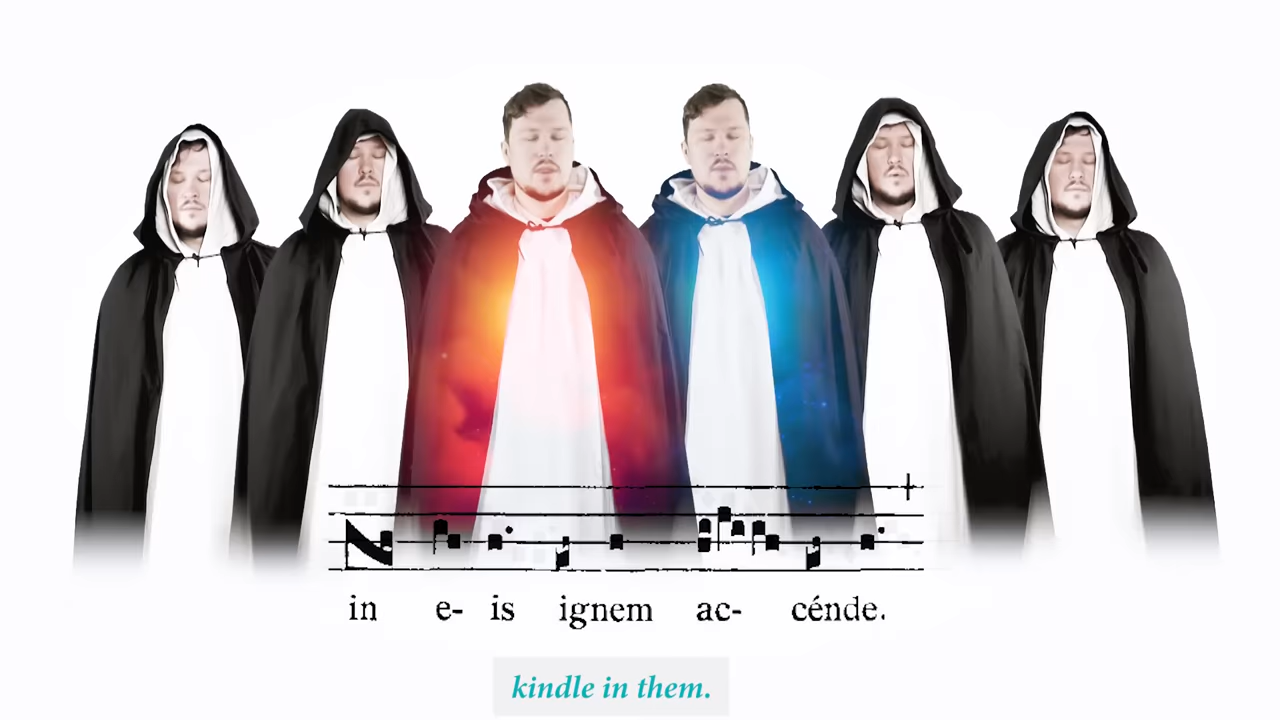 in e- is ignem ac- cénde.
kindle in them.